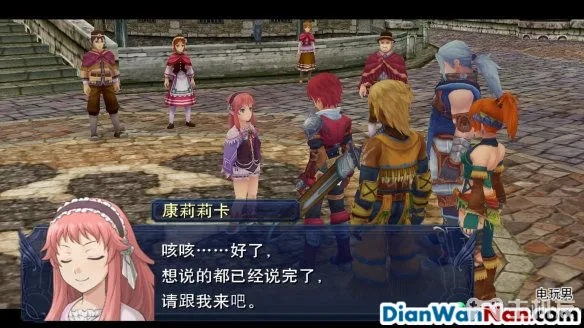 康莉莉卡
咳咳……好了，
想说的都已经说完了，
请跟我来吧。
电玩男
DianWanNan.com